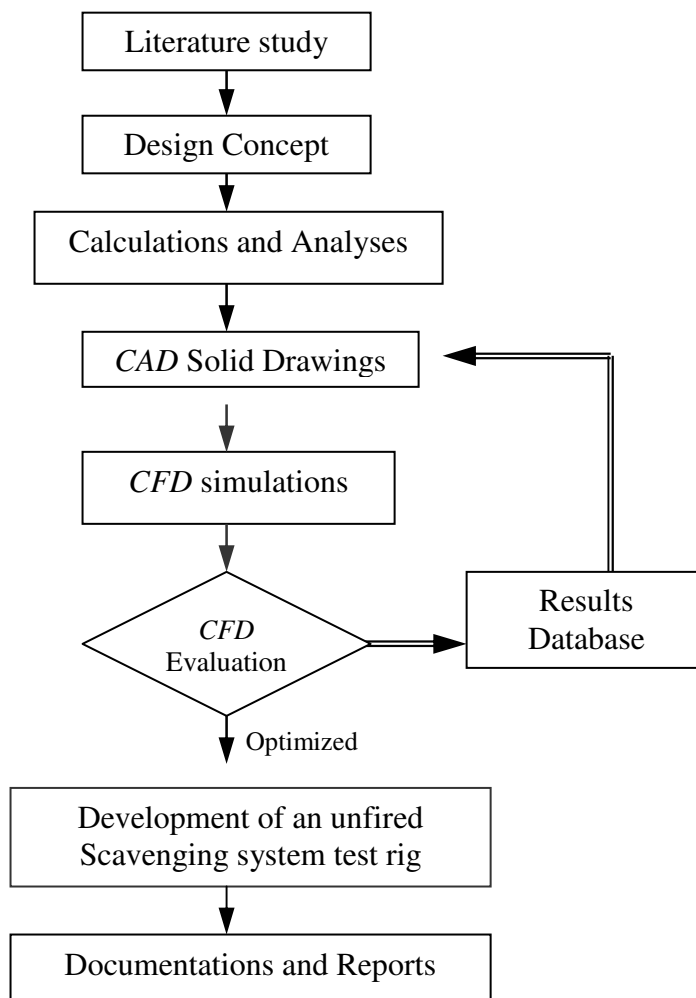 Literature study
Design Concept
Calculations and Analyses
CAD Solid Drawings
CFD simulations
CFD
Evaluation
Results
Database
Optimized
Development of an unfired
Scavenging system test rig
Documentations and Reports